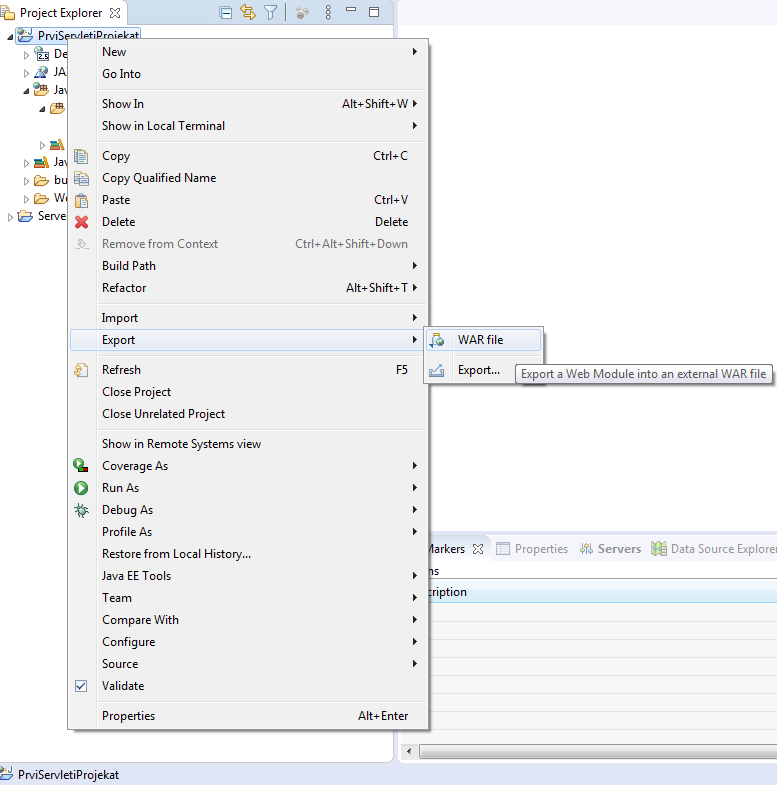 Project Explorer
PrviServletiProjekat
De
JA
Jav
Jav
bu
We
Serve
New
Go Into
Show In Alt+Shift+W
Show in Local Terminal
Copy Ctrl+C
Copy Qualified Name
Paste Ctrl+V
Delete Delete
Remove from Context Ctrl+Alt+Shift+Down
Build Path
Refactor Alt+Shift+T
Import
Export
WAR file
Export...
Export a Web Module into an external WAR file
Refresh F5
Close Project
Close Unrelated Project
Show in Remote Systems view
Coverage As
Run As
Debug As
Profile As
Restore from Local History...
Java EE Tools
Team
Compare With
Configure
Source
Validate
Properties Alt+Enter
Markers Properties Servers Data Source Explorer
ns
cription
PrviServletiProjekat